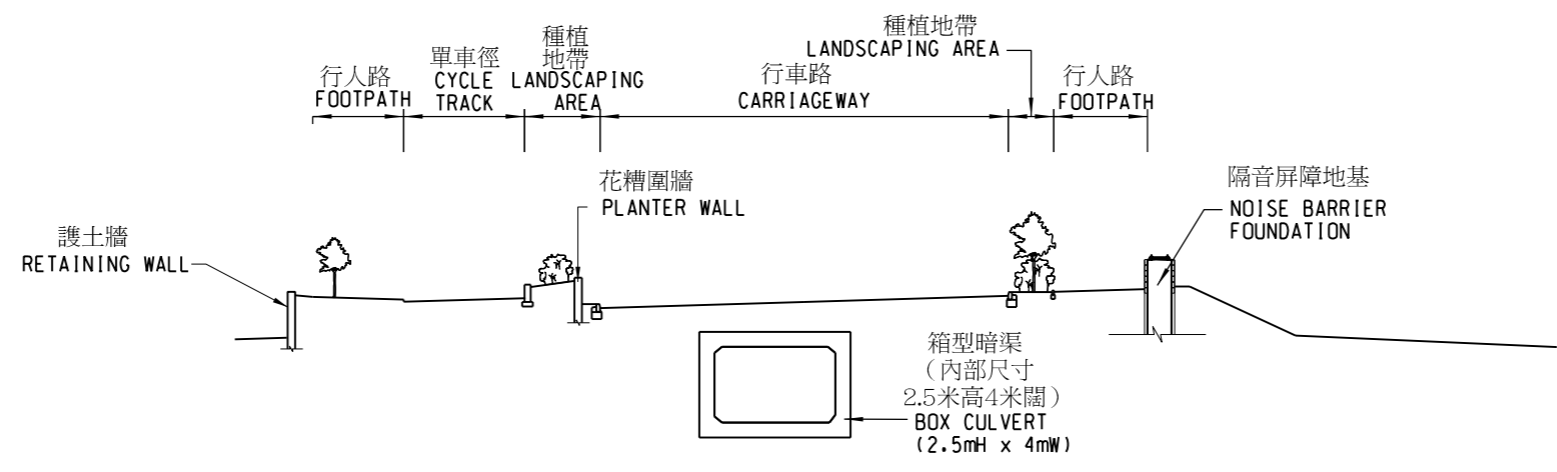 行人路
FOOTPATH
單車徑
CYCLE
TRACK
種植
地帶
LANDSCAPING
AREA
行車路
CARRIAGEWAY
種植地帶
LANDSCAPING AREA
行人路
FOOTPATH
護土牆
RETAINING WALL
花糟圍牆
PLANTER WALL
隔音屏障地基
NOISE BARRIER
FOUNDATION
箱型暗渠
(內部尺寸
2.5米高4米闊)
BOX CULVERT
(2.5mH x 4mW)